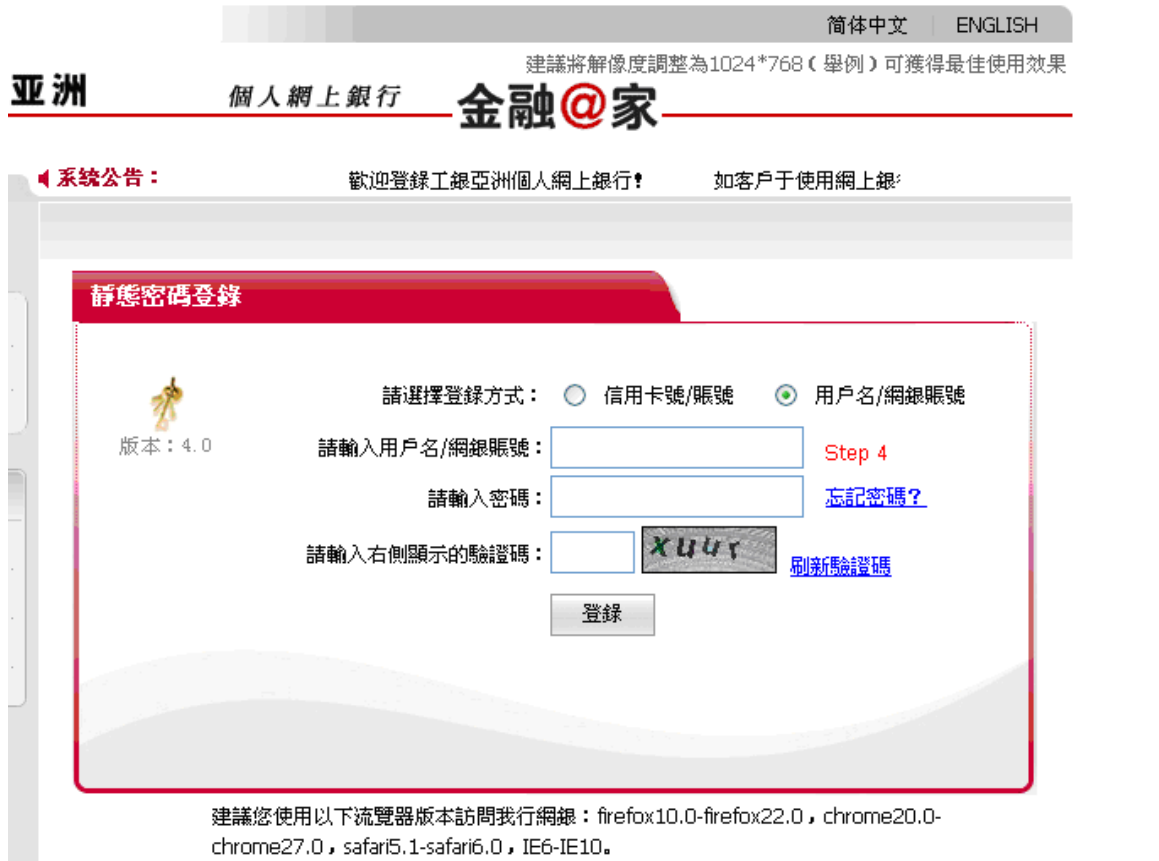 简体中文 ENGLISH
建議將解像度調整為1024*768(舉例)可獲得最佳使用效果
亚洲 個人網上銀行 金融@家
系統公告： 歡迎登錄工銀亞洲個人網上銀行！ 如客戶于使用網上銀
靜態密碼登錄
請選擇登錄方式： 信用卡號/賬號 用戶名/網銀賬號
版本：4.0 請輸入用戶名/網銀賬號： Step 4
請輸入密碼： 忘記密碼？
請輸入右側顯示的驗證碼： 刷新驗證碼
登錄
建議您使用以下流覽器版本訪問我行網銀：firefox10.0-firefox22.0，chrome20.0-
chrome27.0，safari5.1-safari6.0，IE6-IE10。